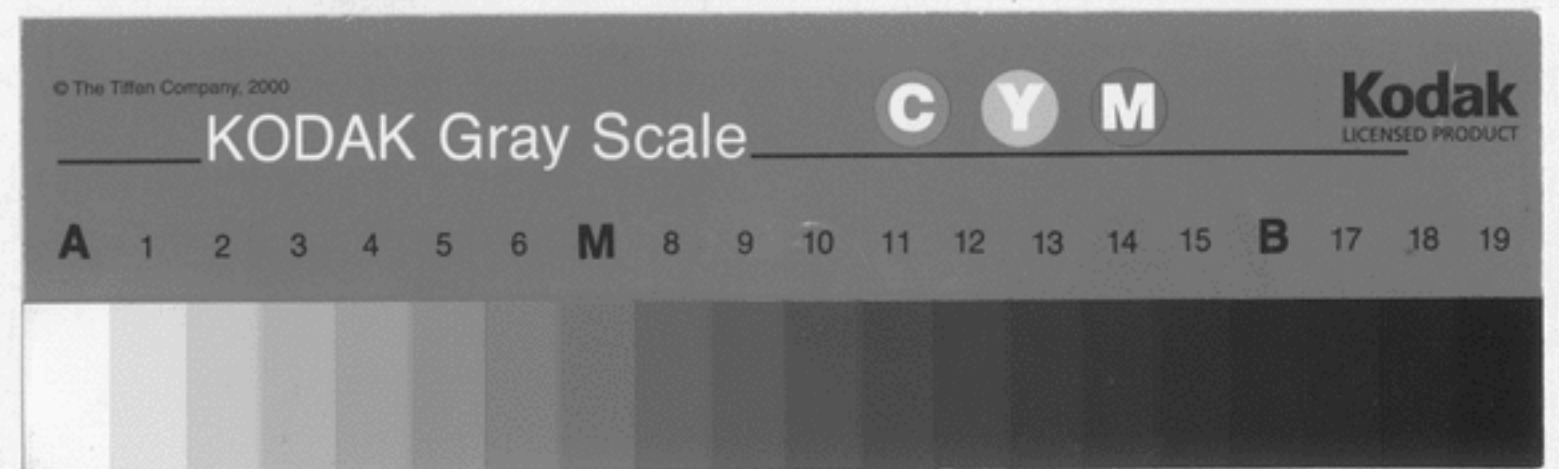 © The Tiffen Company, 2000
KODAK Gray Scale
C Y M
Kodak
LICENSED PRODUCT
A 1 2 3 4 5 6 M 8 9 10 11 12 13 14 15 B 17 18 19